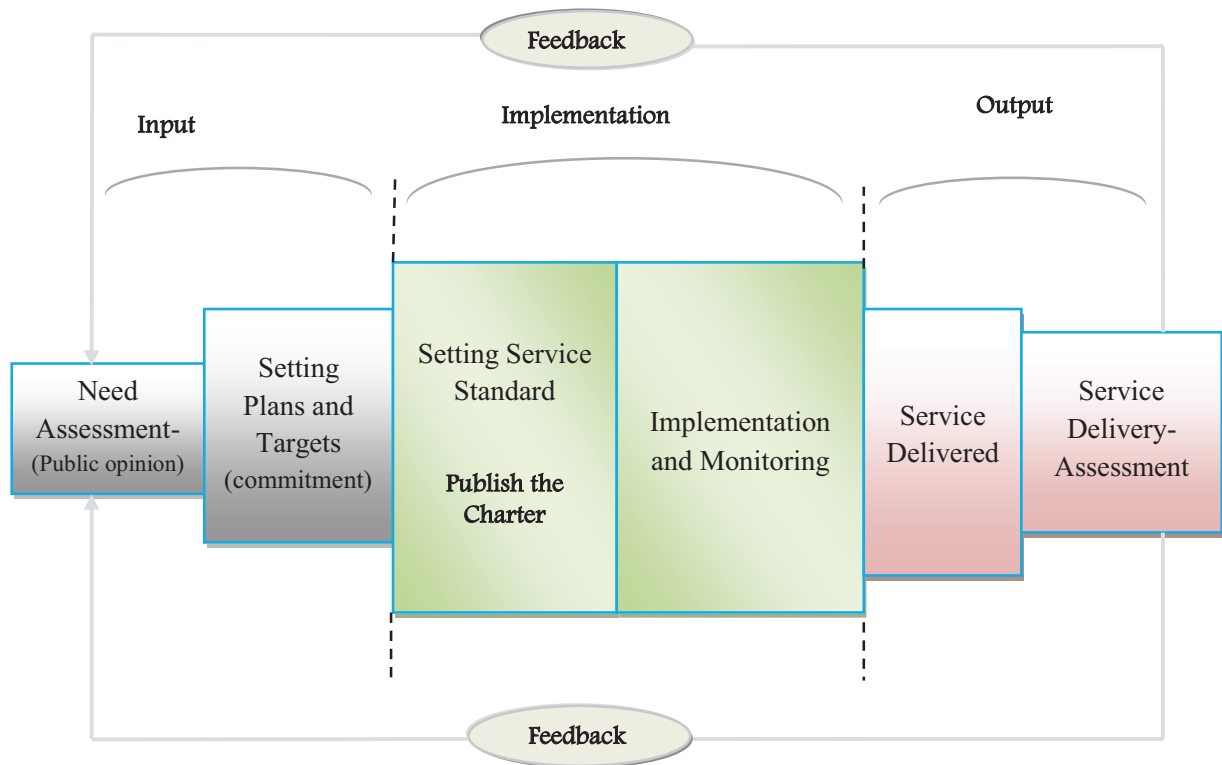 Feedback
Input
Implementation
Output
Need
Assessment-
(Public opinion)
Setting
Plans and
Targets
(commitment)
Setting Service
Standard
Publish the
Charter
Implementation
and Monitoring
Service
Delivered
Service
Delivery-
Assessment
Feedback